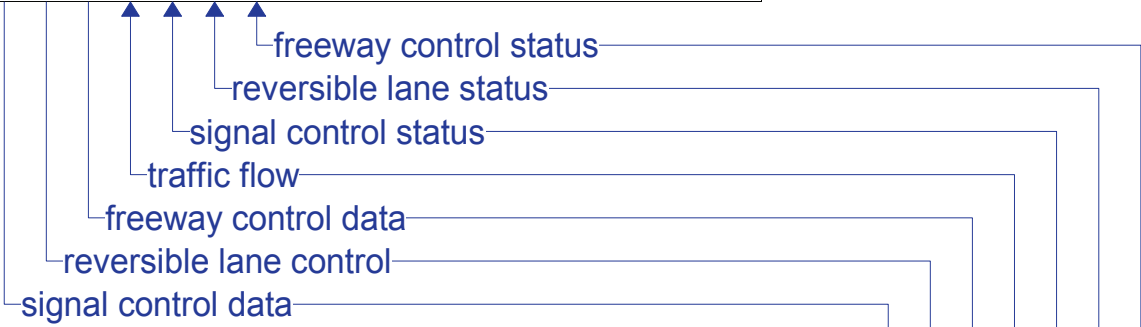 freeway control status
reversible lane status
signal control status
traffic flow
freeway control data
reversible lane control
signal control data